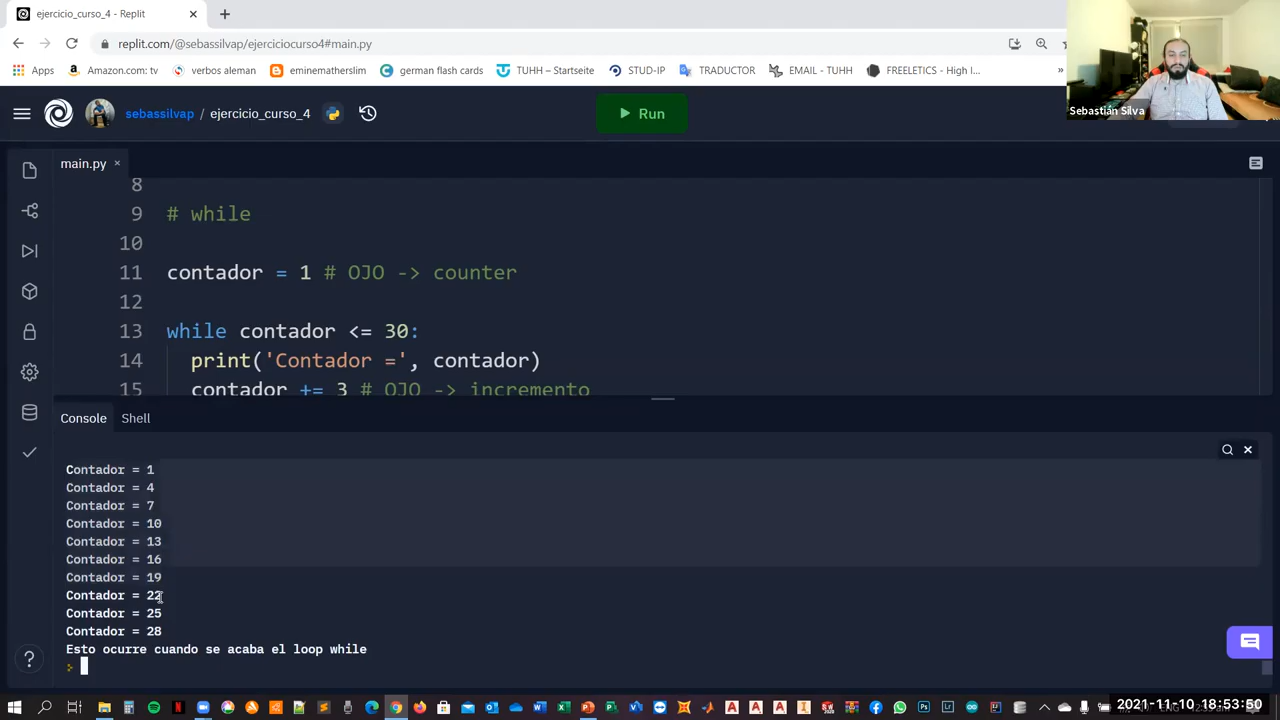 ejercicio_curso_4 - Replit
replit.com/@sebassilvap/ejerciciocurso4#main.py
Apps
Amazon.com: tv
verbos aleman
eminematherslim
german flash cards
TUHH – Startseite
STUD-IP
TRADUCTOR
EMAIL - TUHH
FREELETICS - High I...
»
Sebastián Silva
sebassilvap / ejercicio_curso_4
Run
main.py
8
9 # while
10
11 contador = 1 # OJO -> counter
12
13 while contador <= 30:
14 print('Contador =', contador)
15 contador += 3 # OJO -> incremento
Console
Shell
Contador = 1
Contador = 4
Contador = 7
Contador = 10
Contador = 13
Contador = 16
Contador = 19
Contador = 22
Contador = 25
Contador = 28
Esto ocurre cuando se acaba el loop while
2021-11-10 18:53:50